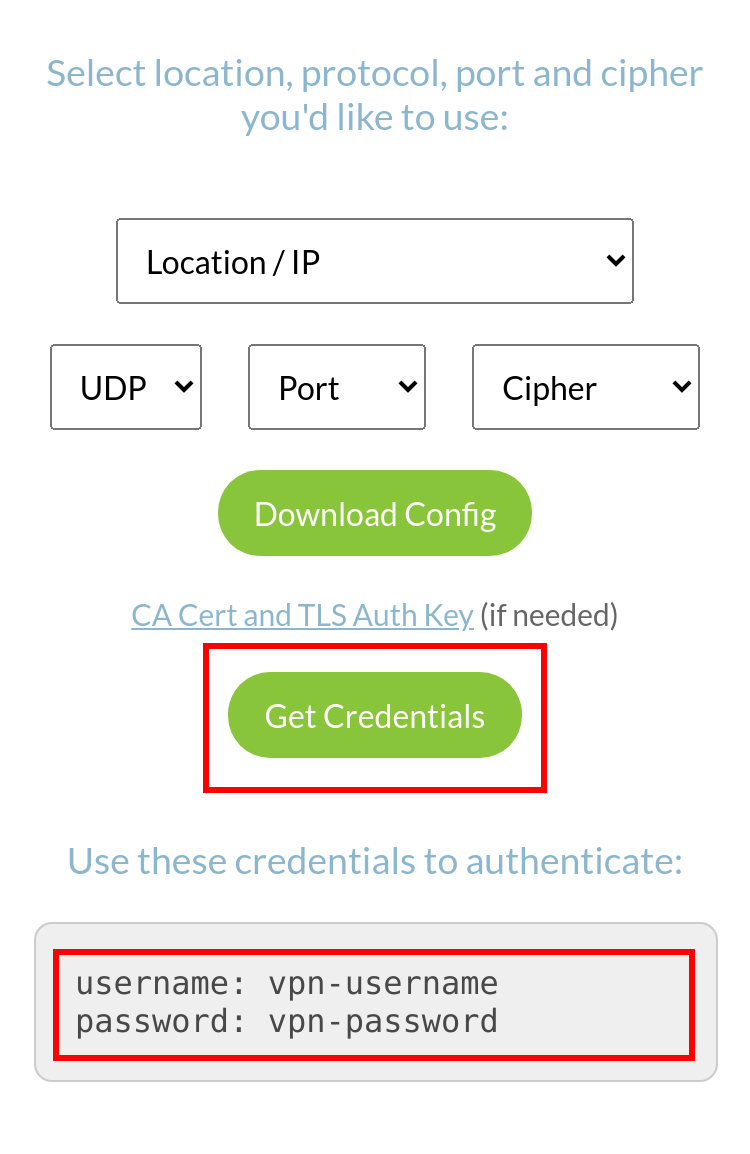 Select location, protocol, port and cipher
you'd like to use:
Location / IP
UDP
Port
Cipher
Download Config
CA Cert and TLS Auth Key (if needed)
Get Credentials
Use these credentials to authenticate:
username: vpn-username
password: vpn-password